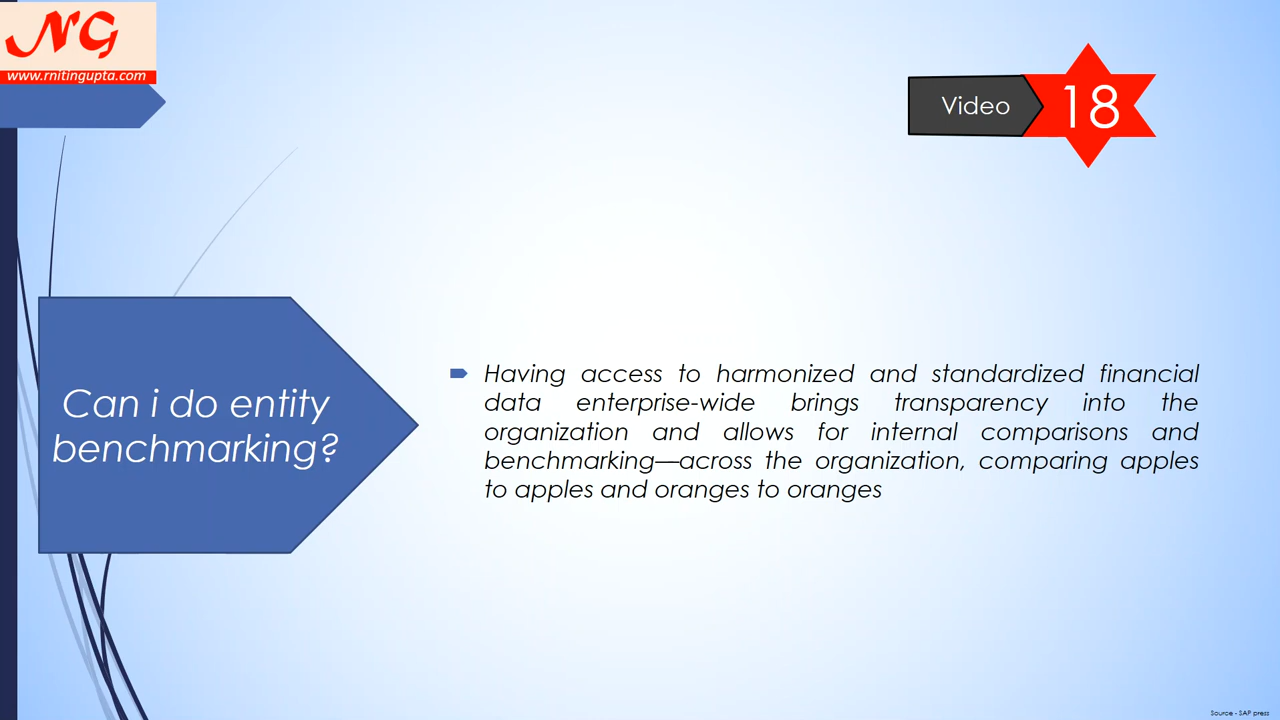 NG
www.rnitingupta.com
Video
18
Can i do entity
benchmarking?
Having access to harmonized and standardized financial
data enterprise-wide brings transparency into the
organization and allows for internal comparisons and
benchmarking—across the organization, comparing apples
to apples and oranges to oranges
Source - SAP press